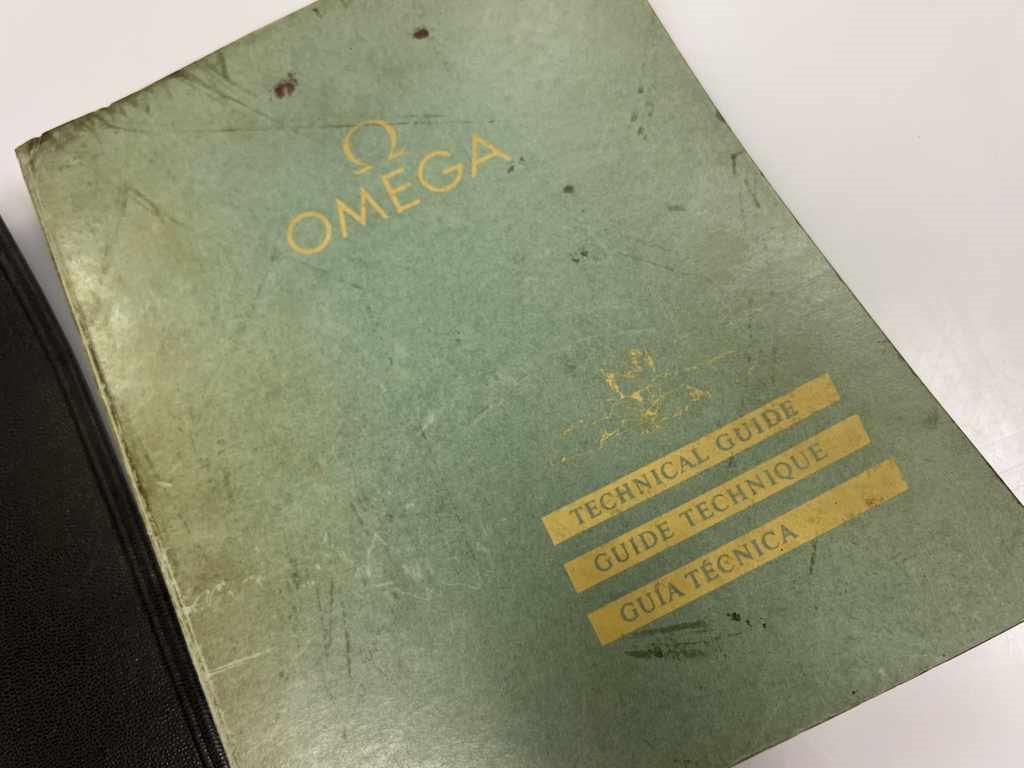 Ω
OMEGA
TECHNICAL GUIDE
GUIDE TECHNIQUE
GUÍA TÉCNICA